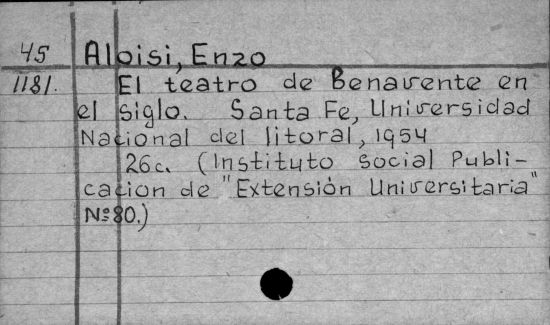 45 Aloisi, Enzo
1181. El teatro de Benavente en
el siglo. Santa Fe, Universidad
Nacional del litoral, 1954
26c. (Instituto social Publi-
cacion de "Extensión Universitaria"
Nº 80.)